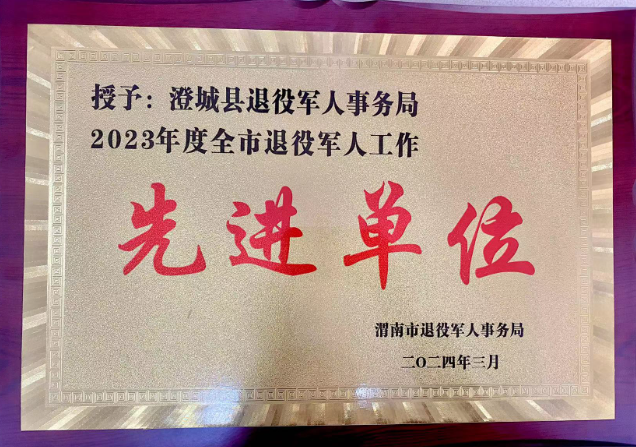 授予：澄城县退役军人事务局
2023年度全市退役军人工作
先进单位
渭南市退役军人事务局
二〇二四年三月